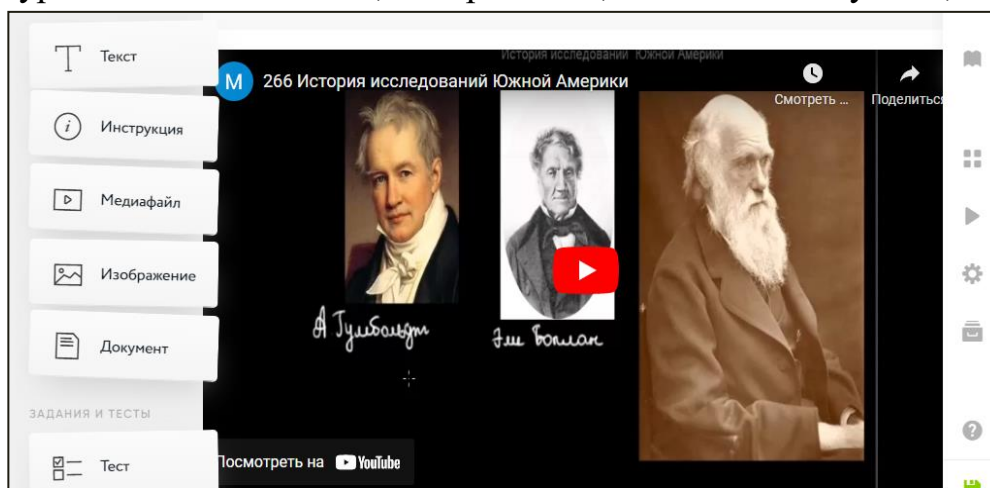 Текст
Инструкция
Медиафайл
Изображение
Документ
ЗАДАНИЯ И ТЕСТЫ
Тест
История исследований Южной Америки
М
266 История исследований Южной Америки
Смотреть ...
Поделиться
А Гумбольдт
Эме Бонплан
Посмотреть на YouTube